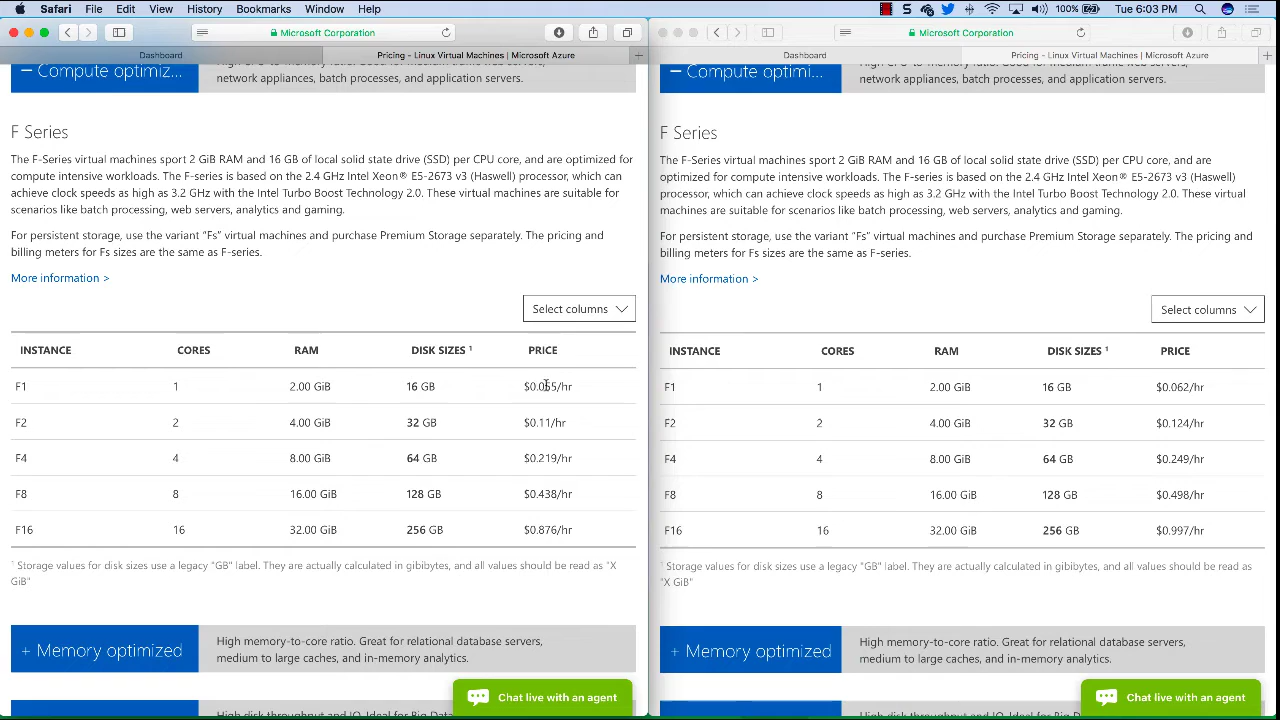 Safari File Edit View History Bookmarks Window Help
100% Tue 6:03 PM
Microsoft Corporation
Dashboard
Pricing - Linux Virtual Machines | Microsoft Azure
− Compute optimiz...
network appliances, batch processes, and application servers.
F Series
The F-Series virtual machines sport 2 GiB RAM and 16 GB of local solid state drive (SSD) per CPU core, and are optimized for
compute intensive workloads. The F-series is based on the 2.4 GHz Intel Xeon® E5-2673 v3 (Haswell) processor, which can
achieve clock speeds as high as 3.2 GHz with the Intel Turbo Boost Technology 2.0. These virtual machines are suitable for
scenarios like batch processing, web servers, analytics and gaming.
For persistent storage, use the variant “Fs” virtual machines and purchase Premium Storage separately. The pricing and
billing meters for Fs sizes are the same as F-series.
More information >
Select columns
INSTANCE CORES RAM DISK SIZES ¹ PRICE
F1 1 2.00 GiB 16 GB $0.055/hr
F2 2 4.00 GiB 32 GB $0.11/hr
F4 4 8.00 GiB 64 GB $0.219/hr
F8 8 16.00 GiB 128 GB $0.438/hr
F16 16 32.00 GiB 256 GB $0.876/hr
¹ Storage values for disk sizes use a legacy "GB" label. They are actually calculated in gibibytes, and all values should be read as "X
GiB"
+ Memory optimized
High memory-to-core ratio. Great for relational database servers,
medium to large caches, and in-memory analytics.
Chat live with an agent
Microsoft Corporation
Dashboard
Pricing - Linux Virtual Machines | Microsoft Azure
− Compute optimi...
network appliances, batch processes, and application servers.
F Series
The F-Series virtual machines sport 2 GiB RAM and 16 GB of local solid state drive (SSD) per CPU core, and are
optimized for compute intensive workloads. The F-series is based on the 2.4 GHz Intel Xeon® E5-2673 v3 (Haswell)
processor, which can achieve clock speeds as high as 3.2 GHz with the Intel Turbo Boost Technology 2.0. These virtual
machines are suitable for scenarios like batch processing, web servers, analytics and gaming.
For persistent storage, use the variant “Fs” virtual machines and purchase Premium Storage separately. The pricing and
billing meters for Fs sizes are the same as F-series.
More information >
Select columns
INSTANCE CORES RAM DISK SIZES ¹ PRICE
F1 1 2.00 GiB 16 GB $0.062/hr
F2 2 4.00 GiB 32 GB $0.124/hr
F4 4 8.00 GiB 64 GB $0.249/hr
F8 8 16.00 GiB 128 GB $0.498/hr
F16 16 32.00 GiB 256 GB $0.997/hr
¹ Storage values for disk sizes use a legacy "GB" label. They are actually calculated in gibibytes, and all values should be read as
"X GiB"
+ Memory optimized
High memory-to-core ratio. Great for relational database servers,
medium to large caches, and in-memory analytics.
Chat live with an agent